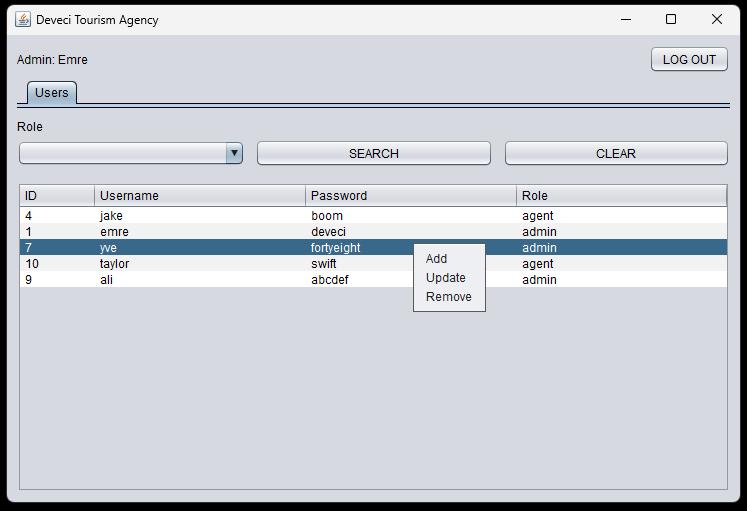 Deveci Tourism Agency
Admin: Emre
LOG OUT
Users
Role
SEARCH CLEAR
ID Username Password Role
4 jake boom agent
1 emre deveci admin
7 yve fortyeight admin
10 taylor swift agent
9 ali abcdef admin
Add
Update
Remove